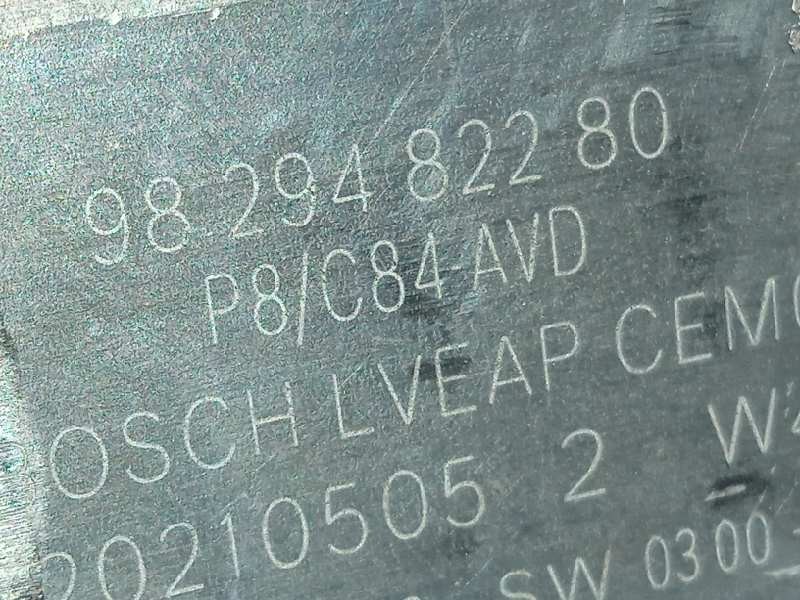 98 294 822 80
P8/C84-AVD
OSCH LVEAP CEM
20210505 2 W
SW 0300